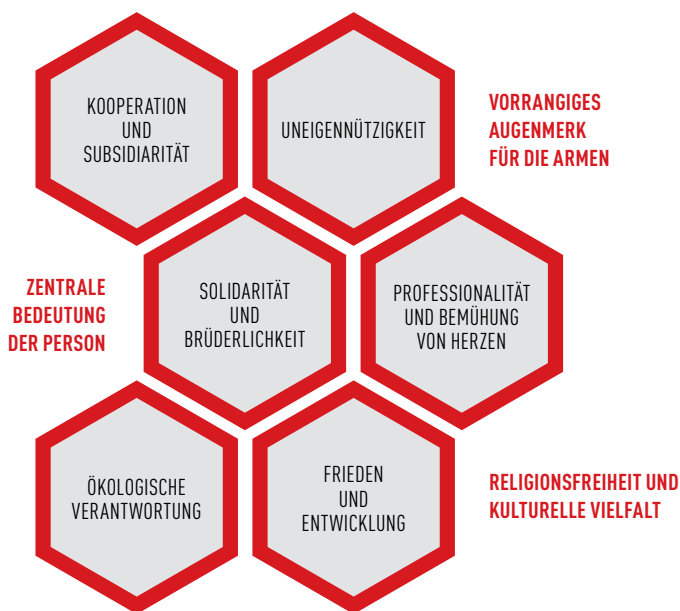 KOOPERATION
UND
SUBSIDIARITÄT
UNEIGENNÜTZIGKEIT
VORRANGIGES
AUGENMERK
FÜR DIE ARMEN
ZENTRALE
BEDEUTUNG
DER PERSON
SOLIDARITÄT
UND
BRÜDERLICHKEIT
PROFESSIONALITÄT
UND BEMÜHUNG
VON HERZEN
ÖKOLOGISCHE
VERANTWORTUNG
FRIEDEN
UND
ENTWICKLUNG
RELIGIONSFREIHEIT UND
KULTURELLE VIELFALT